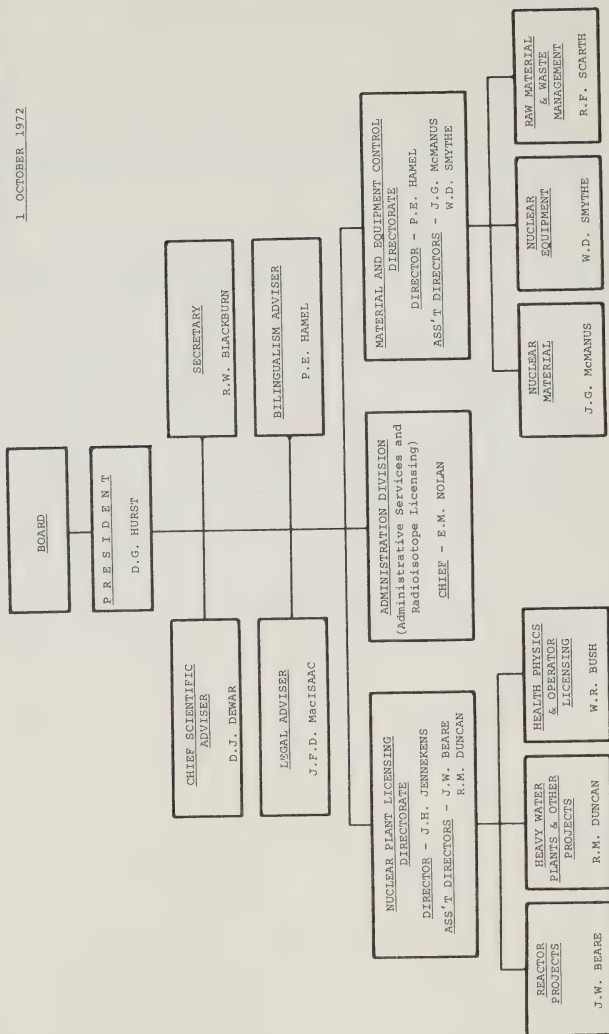 1 OCTOBER 1972
BOARD
PRESIDENT
D.G. HURST
CHIEF SCIENTIFIC
ADVISER
D.J. DEWAR
SECRETARY
R.W. BLACKBURN
LEGAL ADVISER
J.F.D. MacISAAC
BILINGUALISM ADVISER
P.E. HAMEL
NUCLEAR PLANT LICENSING
DIRECTORATE
DIRECTOR - J.H. JENNEKENS
ASS'T DIRECTORS - J.W. BEARE
R.M. DUNCAN
ADMINISTRATION DIVISION
(Administrative Services and
Radioisotope Licensing)
CHIEF - E.M. NOLAN
MATERIAL AND EQUIPMENT CONTROL
DIRECTORATE
DIRECTOR - P.E. HAMEL
ASS'T DIRECTORS - J.G. McMANUS
W.D. SMYTHE
REACTOR
PROJECTS
J.W. BEARE
HEAVY WATER
PLANTS & OTHER
PROJECTS
R.M. DUNCAN
HEALTH PHYSICS
& OPERATOR
LICENSING
W.R. BUSH
NUCLEAR
MATERIAL
J.G. McMANUS
NUCLEAR
EQUIPMENT
W.D. SMYTHE
RAW MATERIAL
& WASTE
MANAGEMENT
R.F. SCARTH